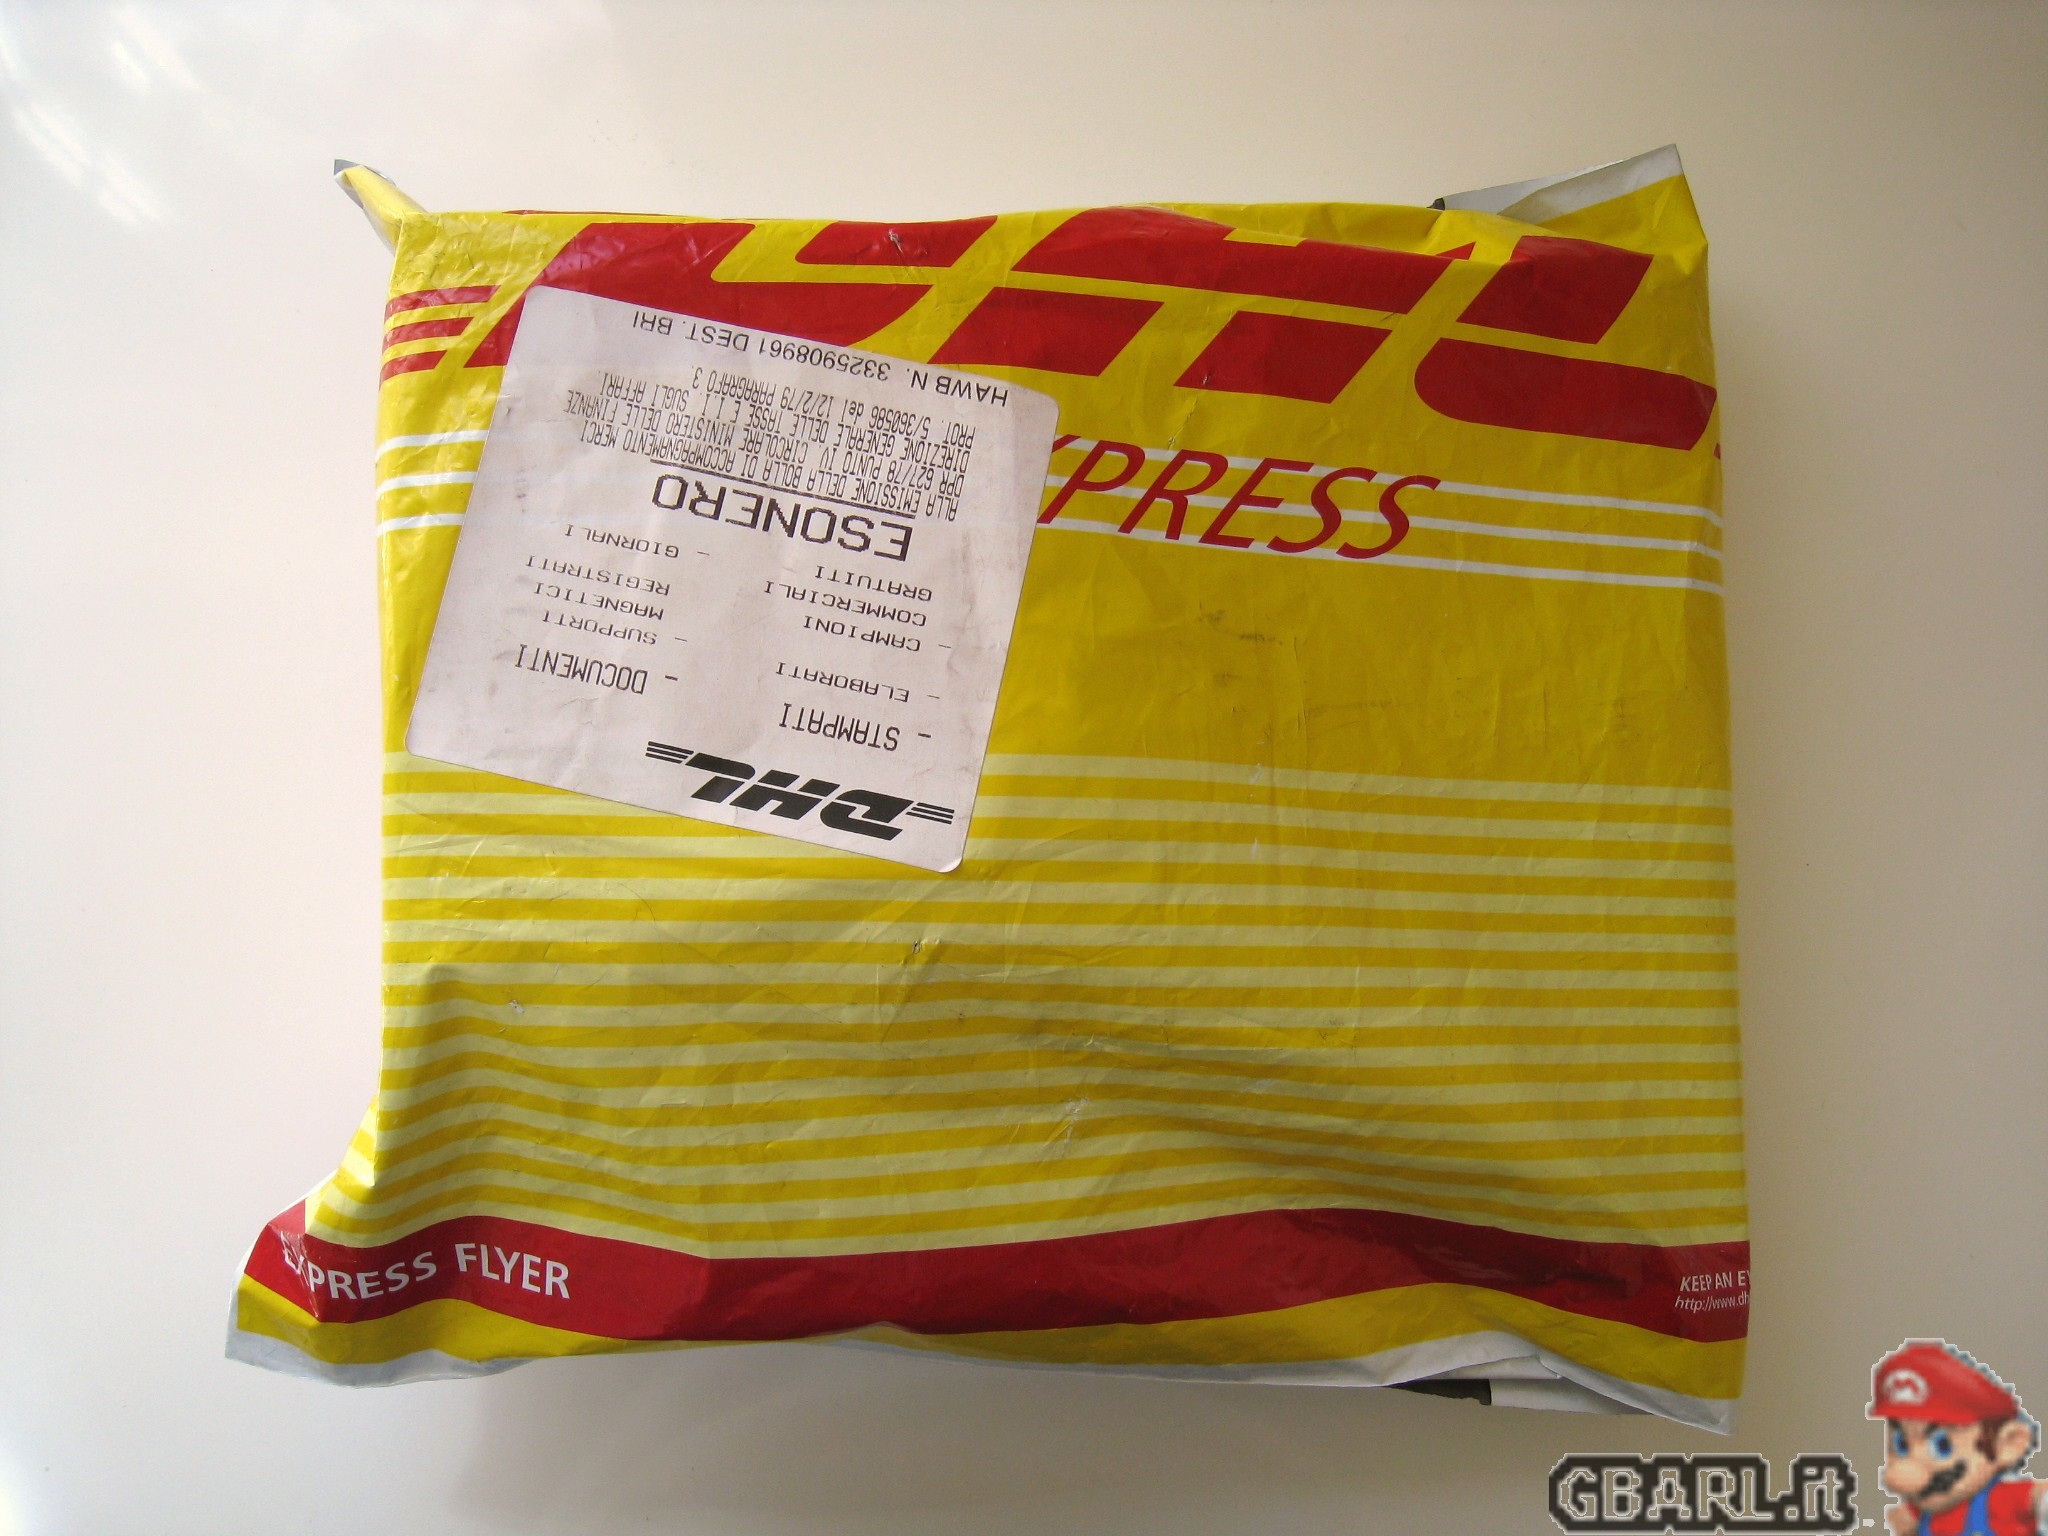 DHL
EXPRESS
DHL
- STAMPATI
- ELABORATI
- CAMPIONI
COMMERCIALI
GRATUITI
- DOCUMENTI
- SUPPORTI
MAGNETICI
REGISTRATI
- GIORNALI
ESONERO
ALLA EMISSIONE DELLA BOLLA DI ACCOMPAGNAMENTO MERCI
DPR 627/78 PUNTO IV CIRCOLARE MINISTERO DELLE FINANZE
DIREZIONE GENERALE DELLE TASSE E I.I. SUGLI AFFARI.
PROT. 5/360586 del 12/2/79 PARAGRAFO 3.
HAWB N. 3325908961 DEST. BRI
EXPRESS FLYER
KEEP AN EY
http://www.dh
GBARL.it